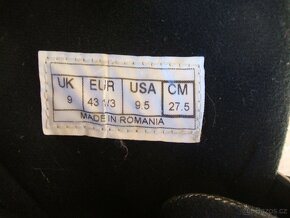 UK EUR USA CM
9 43 1/3 9.5 27.5
MADE IN ROMANIA